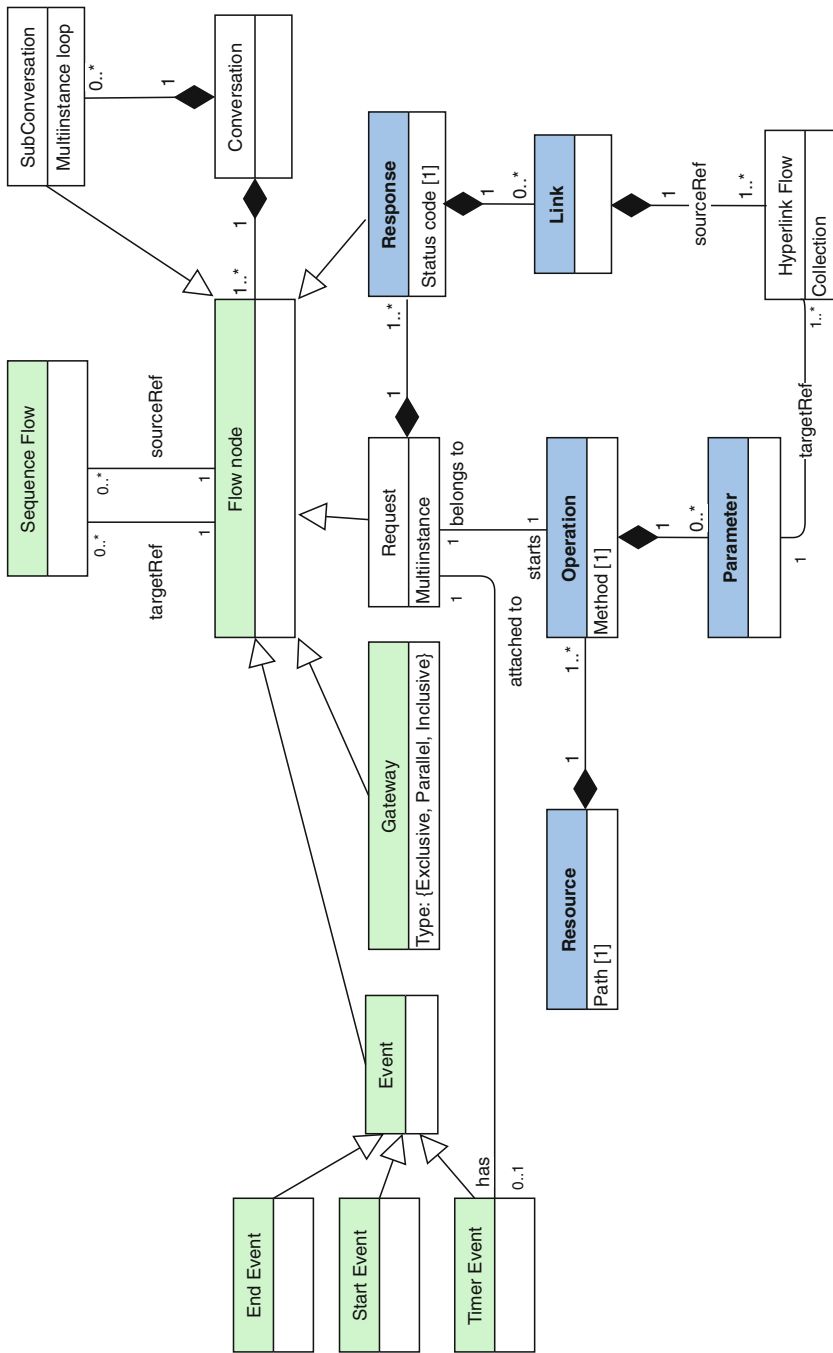 SubConversation
Multiinstance loop
0..*
1
Conversation
1
1..*
Sequence Flow
0..*
0..*
sourceRef
targetRef
1
1
Flow node
Response
Status code [1]
1
0..*
Link
1
sourceRef
1..*
Hyperlink Flow
Collection
1..*
targetRef
1
1..*
1
Request
Multiinstance
belongs to
1
1
starts
1
attached to
Operation
Method [1]
1
0..*
Parameter
1..*
1
Resource
Path [1]
Gateway
Type: {Exclusive, Parallel, Inclusive}
Event
End Event
Start Event
Timer Event
has
0..1